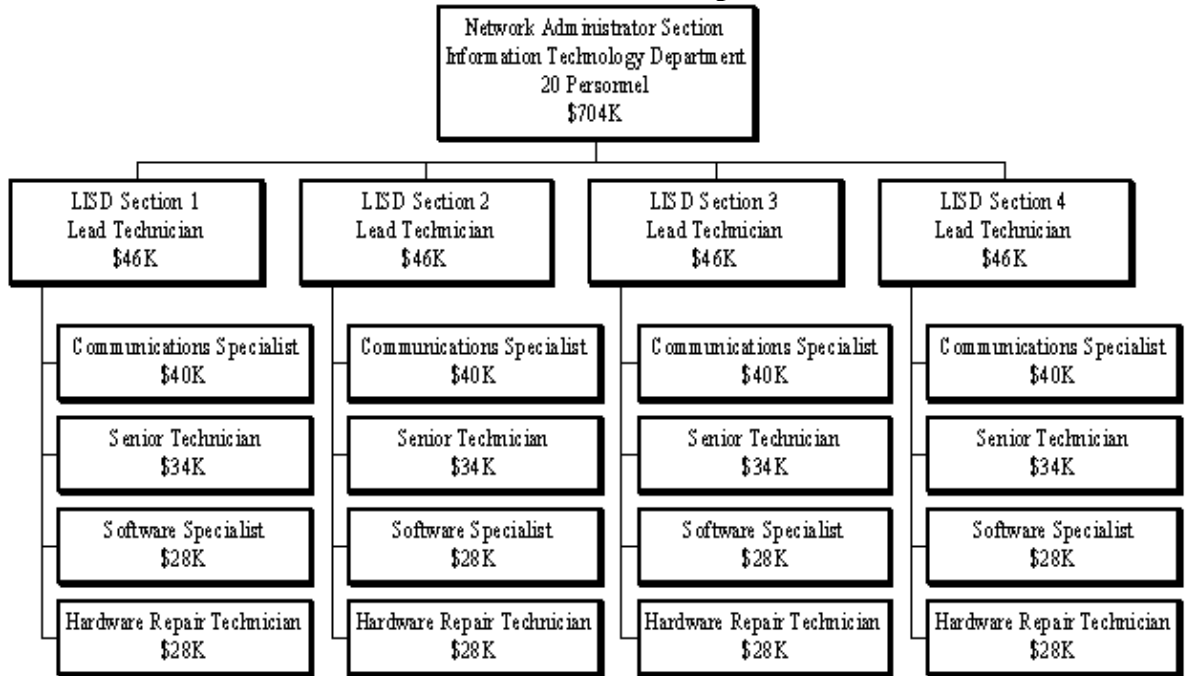 Network Administrator Section
Information Technology Department
20 Personnel
$704K
LISD Section 1
Lead Technician
$46K
LISD Section 2
Lead Technician
$46K
LISD Section 3
Lead Technician
$46K
LISD Section 4
Lead Technician
$46K
Communications Specialist
$40K
Communications Specialist
$40K
Communications Specialist
$40K
Communications Specialist
$40K
Senior Technician
$34K
Senior Technician
$34K
Senior Technician
$34K
Senior Technician
$34K
Software Specialist
$28K
Software Specialist
$28K
Software Specialist
$28K
Software Specialist
$28K
Hardware Repair Technician
$28K
Hardware Repair Technician
$28K
Hardware Repair Technician
$28K
Hardware Repair Technician
$28K